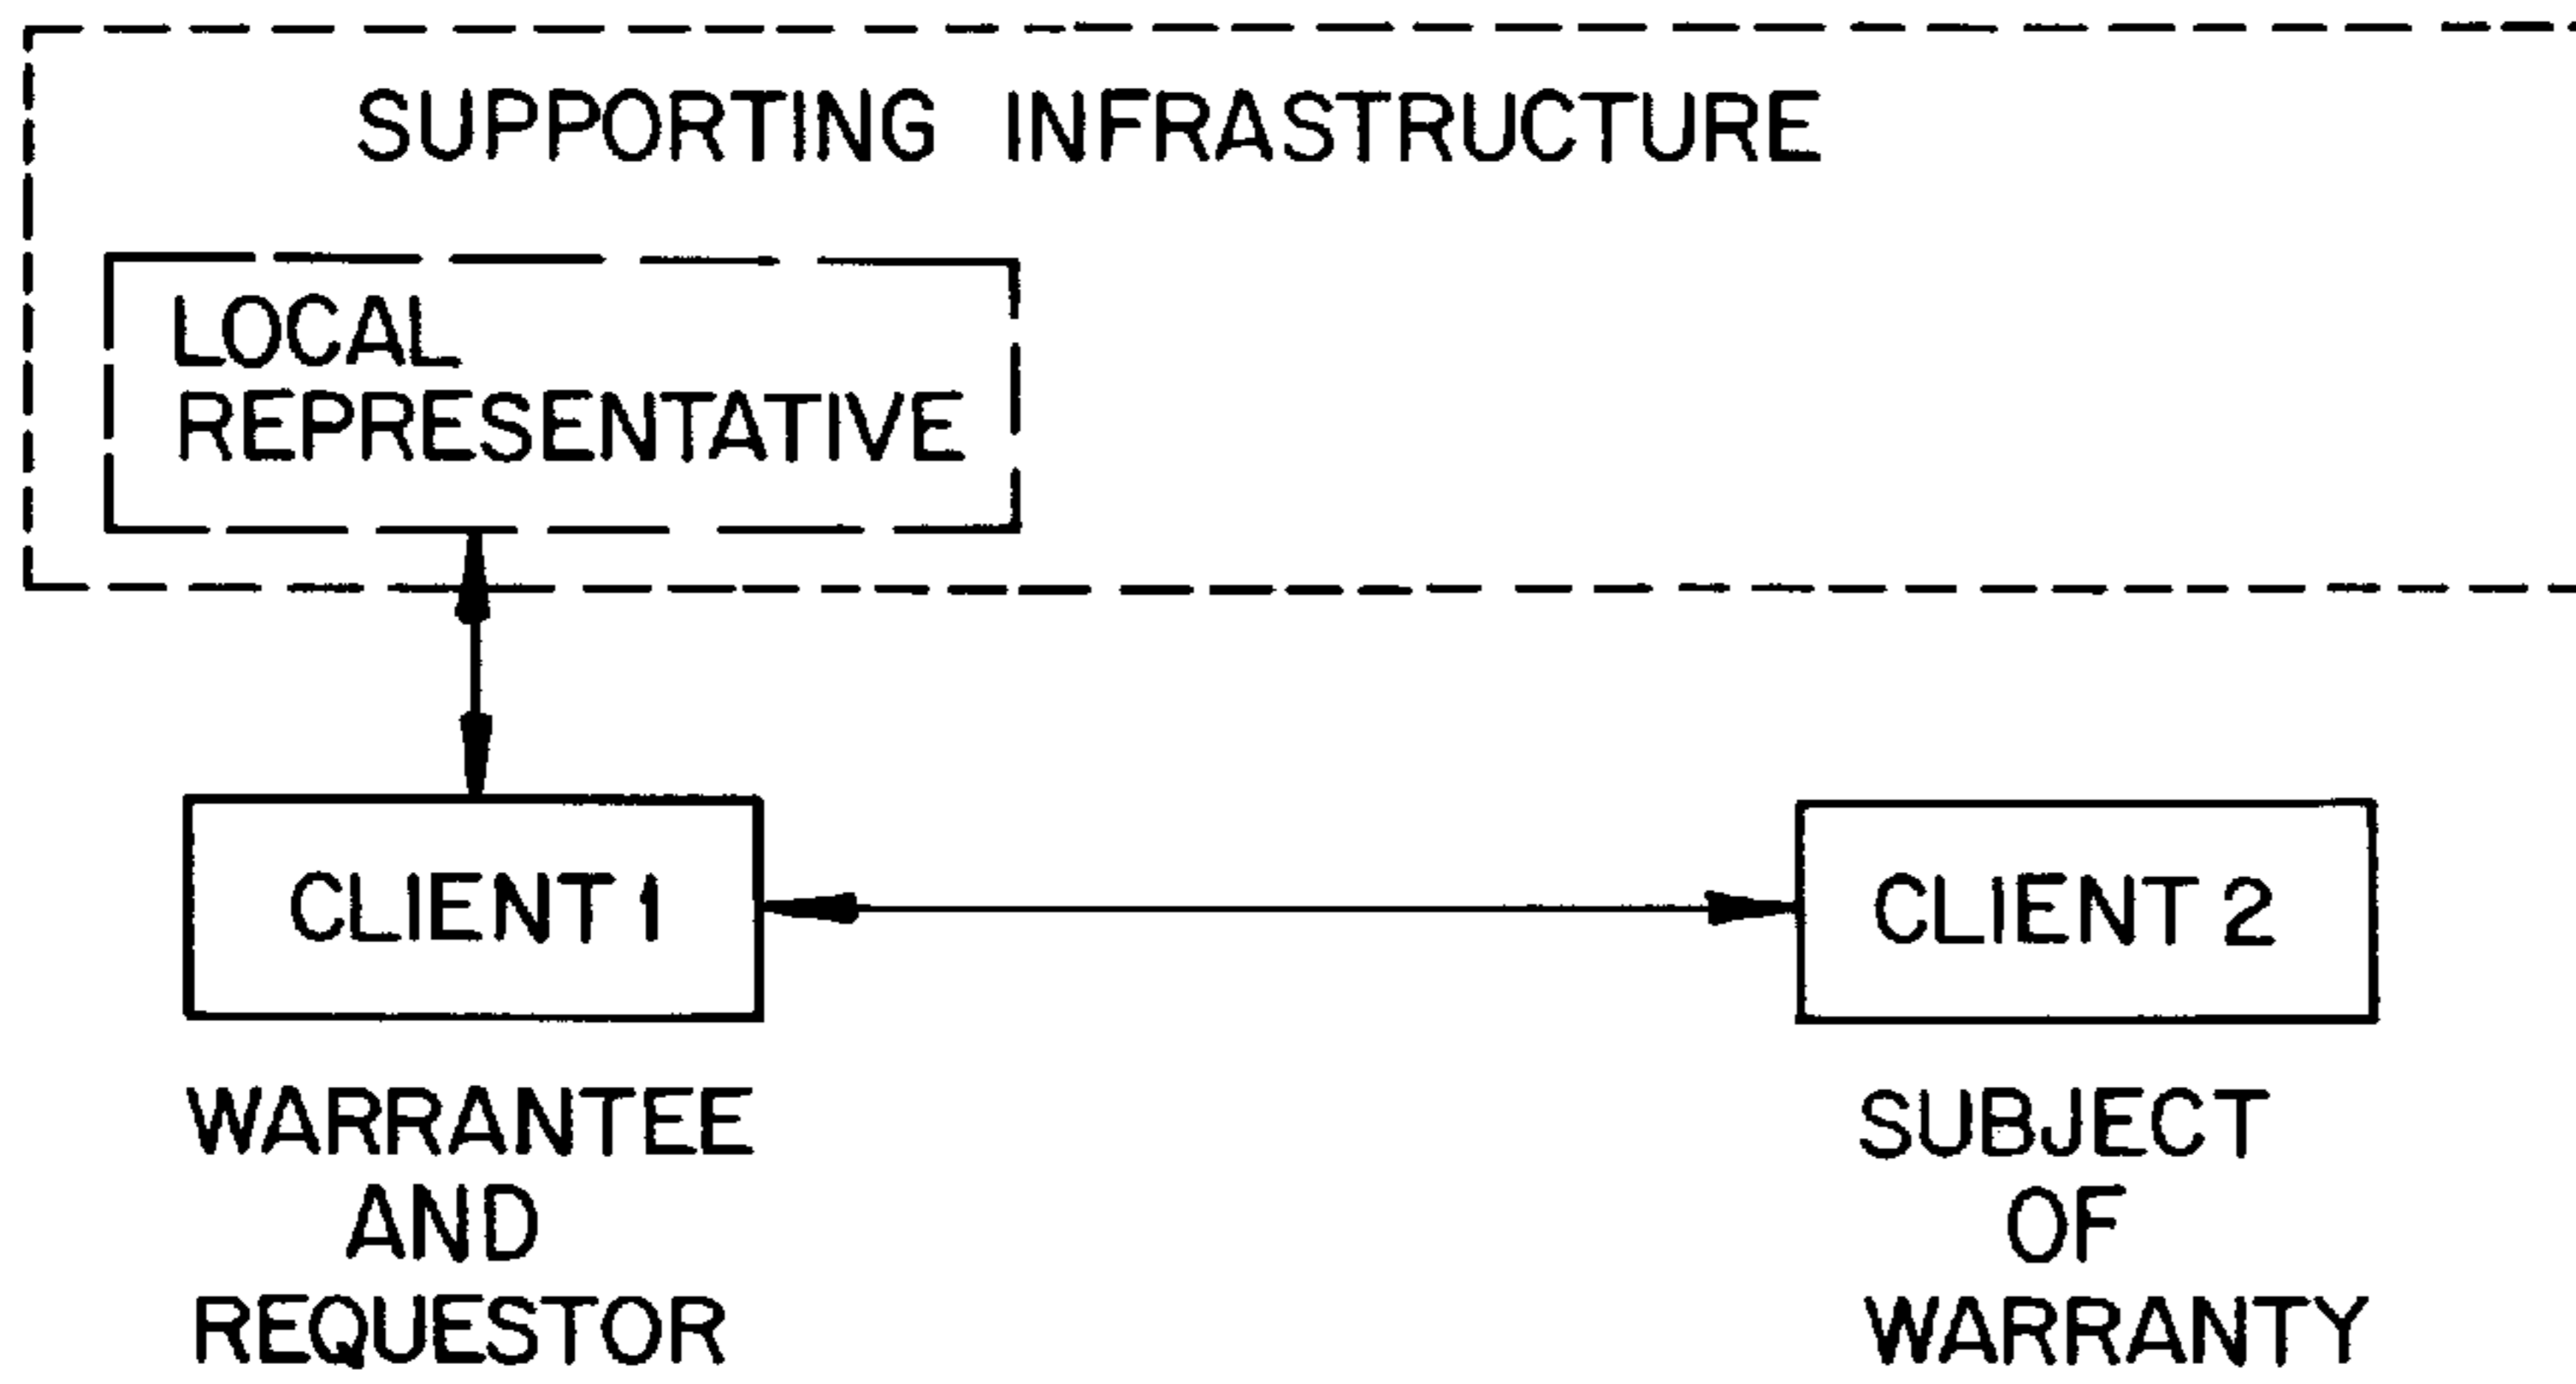 SUPPORTING INFRASTRUCTURE
LOCAL
REPRESENTATIVE
CLIENT 1
CLIENT 2
WARRANTEE
AND
REQUESTOR
SUBJECT
OF
WARRANTY